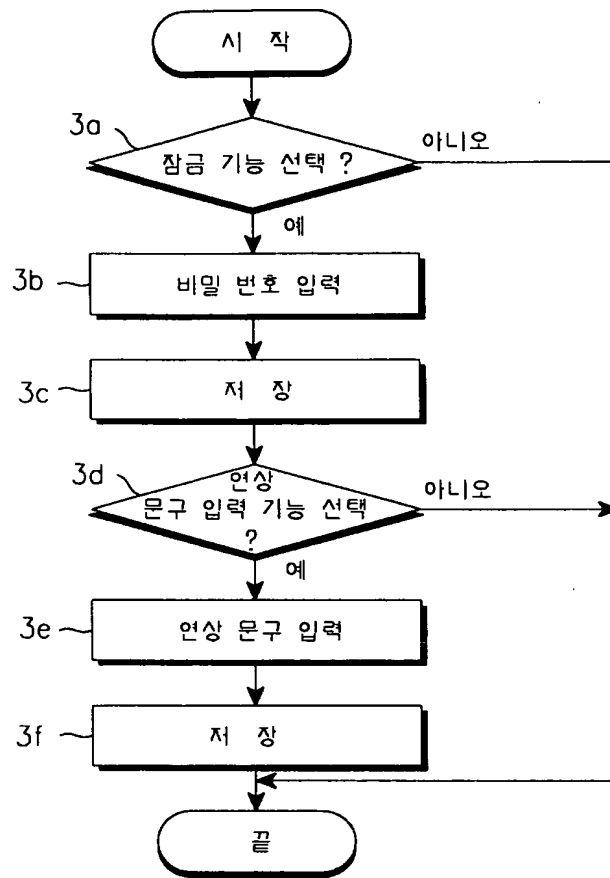 시 작
3a
잠금 기능 선택 ?
아니오
예
3b
비밀 번호 입력
3c
저 장
3d
연상
문구 입력 기능 선택
?
아니오
예
3e
연상 문구 입력
3f
저 장
끝